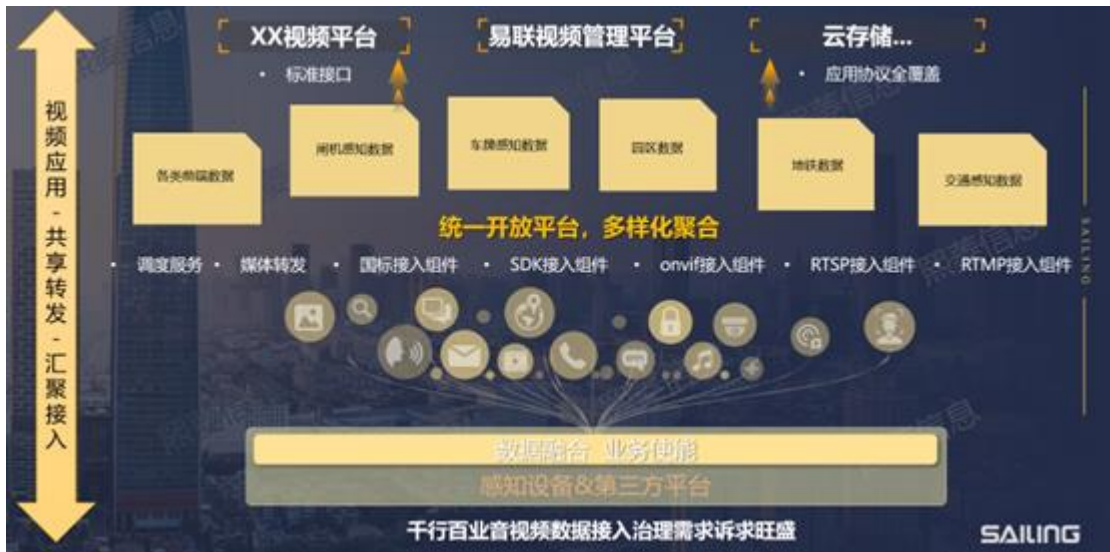 XX视频平台
易联视频管理平台
云存储...
• 标准接口
• 应用协议全覆盖
视频应用-共享转发-汇聚接入
各类前端数据
闸机感知数据
车牌感知数据
园区数据
地铁数据
交通感知数据
统一开放平台，多样化聚合
• 调度服务 • 媒体转发 • 国标接入组件 • SDK接入组件 • onvif接入组件 • RTSP接入组件 • RTMP接入组件
SAILING
数据融合 业务使能
感知设备&第三方平台
千行百业音视频数据接入治理需求诉求旺盛
SAILING